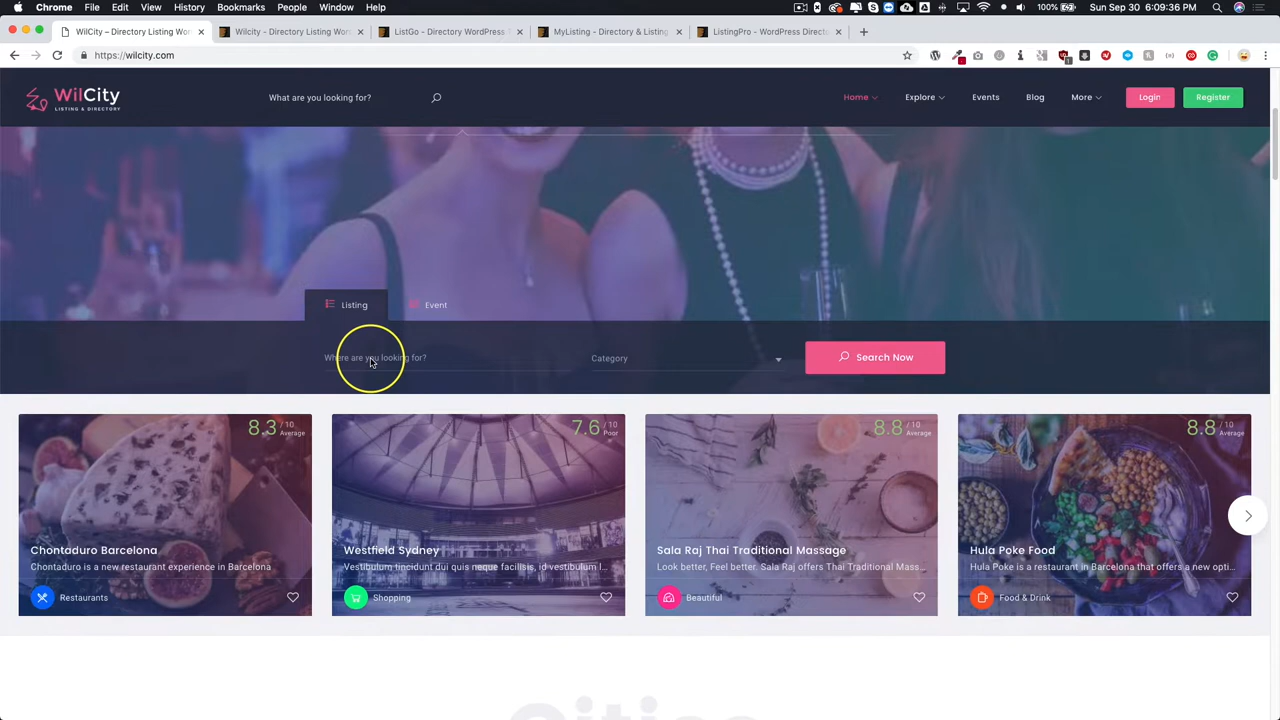 Chrome File Edit View History Bookmarks People Window Help 100% Sun Sep 30 6:09:36 PM
WilCity – Directory Listing Wor
Wilcity - Directory Listing Word
ListGo - Directory WordPress
MyListing - Directory & Listing
ListingPro - WordPress Directo
https://wilcity.com
WilCity
LISTING & DIRECTORY
What are you looking for?
Home Explore Events Blog More Login Register
Listing Event
Where are you looking for? Category Search Now
8.3 / 10 Average
7.6 / 10 Poor
8.8 / 10 Average
8.8 / 10 Average
Chontaduro Barcelona
Chontaduro is a new restaurant experience in Barcelona
Restaurants
Westfield Sydney
Vestibulum tincidunt dui quis neque facilisis, id vestibulum l...
Shopping
Sala Raj Thai Traditional Massage
Look better, Feel better. Sala Raj offers Thai Traditional Mass...
Beautiful
Hula Poke Food
Hula Poke is a restaurant in Barcelona that offers a new opti...
Food & Drink
Cities